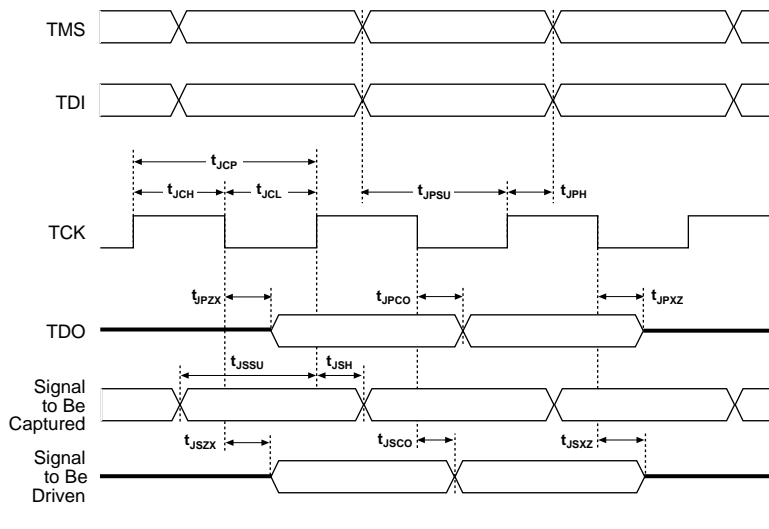 TMS
TDI
tJCP
tJCH
tJCL
tJPSU
tJPH
TCK
tJPZX
tJPCO
tJPXZ
TDO
tJSSU
tJSH
Signal
to Be
Captured
tJSZX
tJSCO
tJSXZ
Signal
to Be
Driven